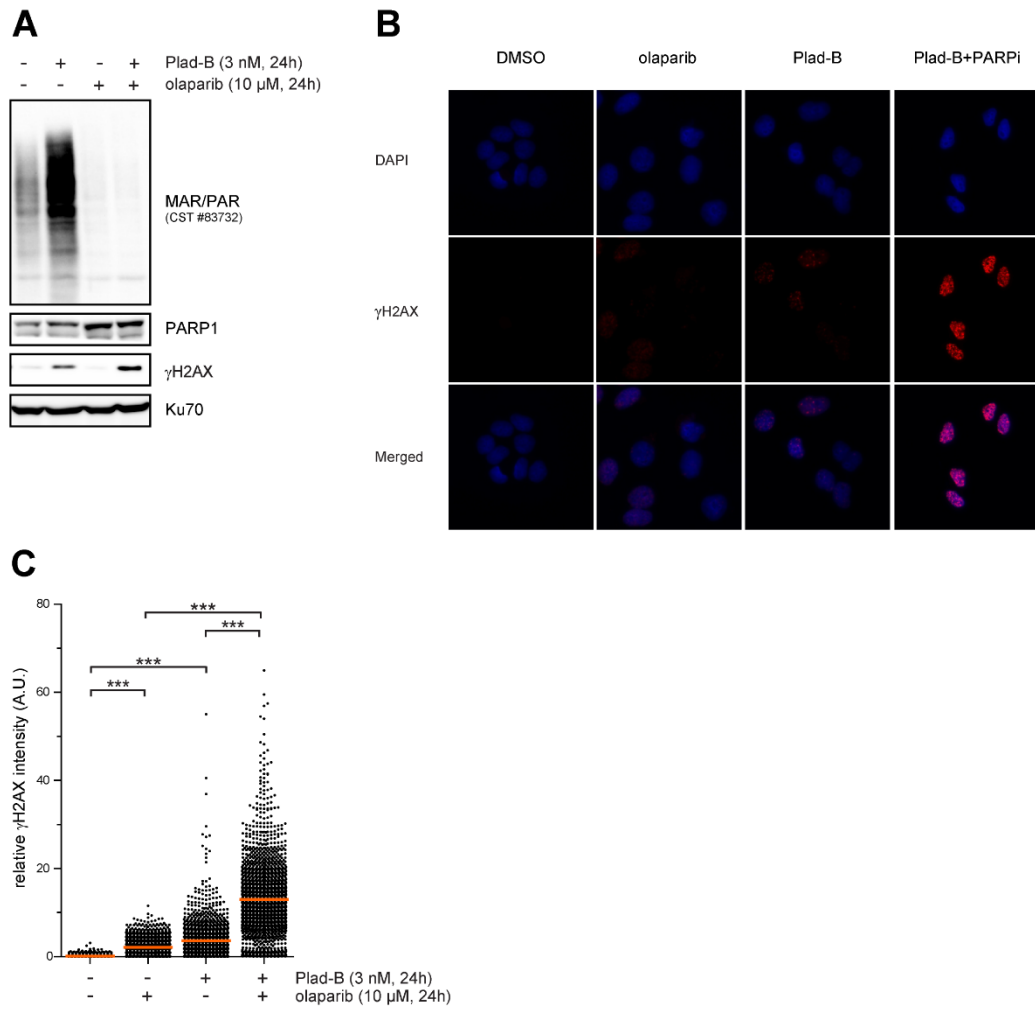 A
- + - + Plad-B (3 nM, 24h)
- - + + olaparib (10 µM, 24h)
MAR/PAR
(CST #83732)
PARP1
γH2AX
Ku70
B
DMSO olaparib Plad-B Plad-B+PARPi
DAPI
γH2AX
Merged
C
relative γH2AX intensity (A.U.)
80
60
40
20
0
***
***
***
***
- - + + Plad-B (3 nM, 24h)
- + - + olaparib (10 µM, 24h)